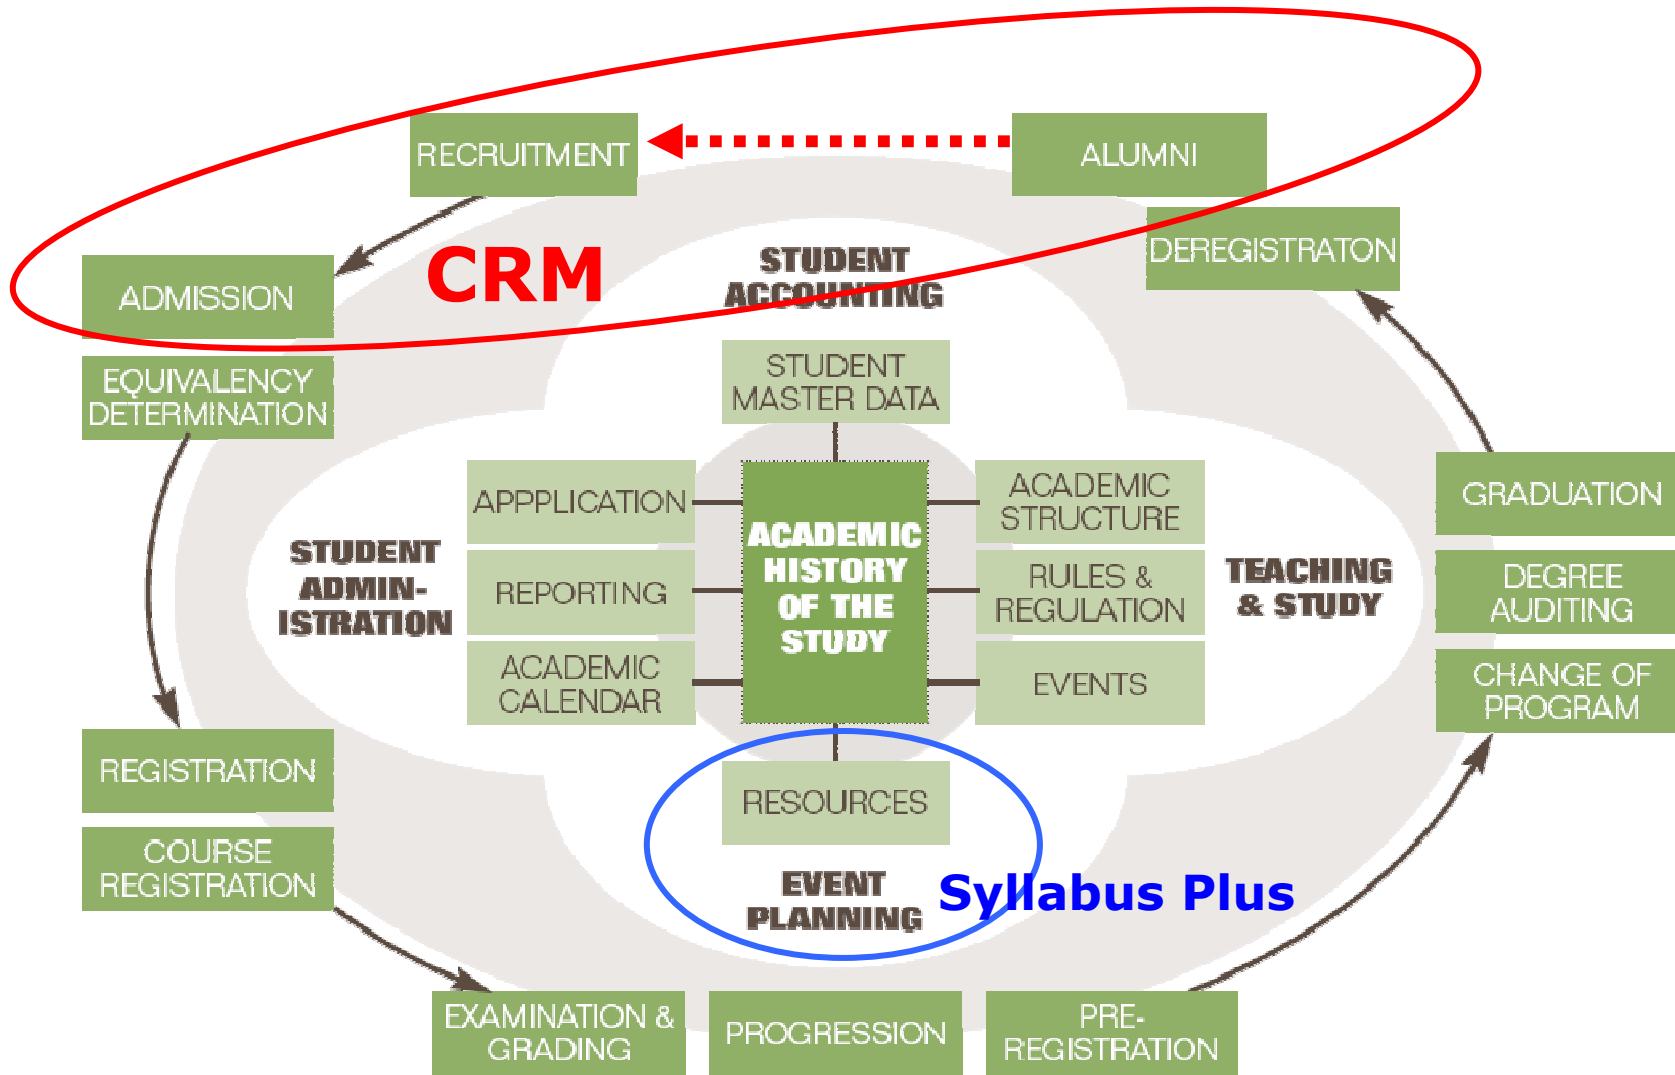 RECRUITMENT
ALUMNI
DEREGISTRATON
ADMISSION
CRM
STUDENT
ACCOUNTING
EQUIVALENCY
DETERMINATION
STUDENT
MASTER DATA
APPPLICATION
ACADEMIC
STRUCTURE
GRADUATION
STUDENT
ADMIN-
ISTRATION
REPORTING
ACADEMIC
HISTORY
OF THE
STUDY
RULES &
REGULATION
TEACHING
& STUDY
DEGREE
AUDITING
ACADEMIC
CALENDAR
EVENTS
CHANGE OF
PROGRAM
REGISTRATION
RESOURCES
COURSE
REGISTRATION
EVENT
PLANNING
Syllabus Plus
EXAMINATION &
GRADING
PROGRESSION
PRE-
REGISTRATION